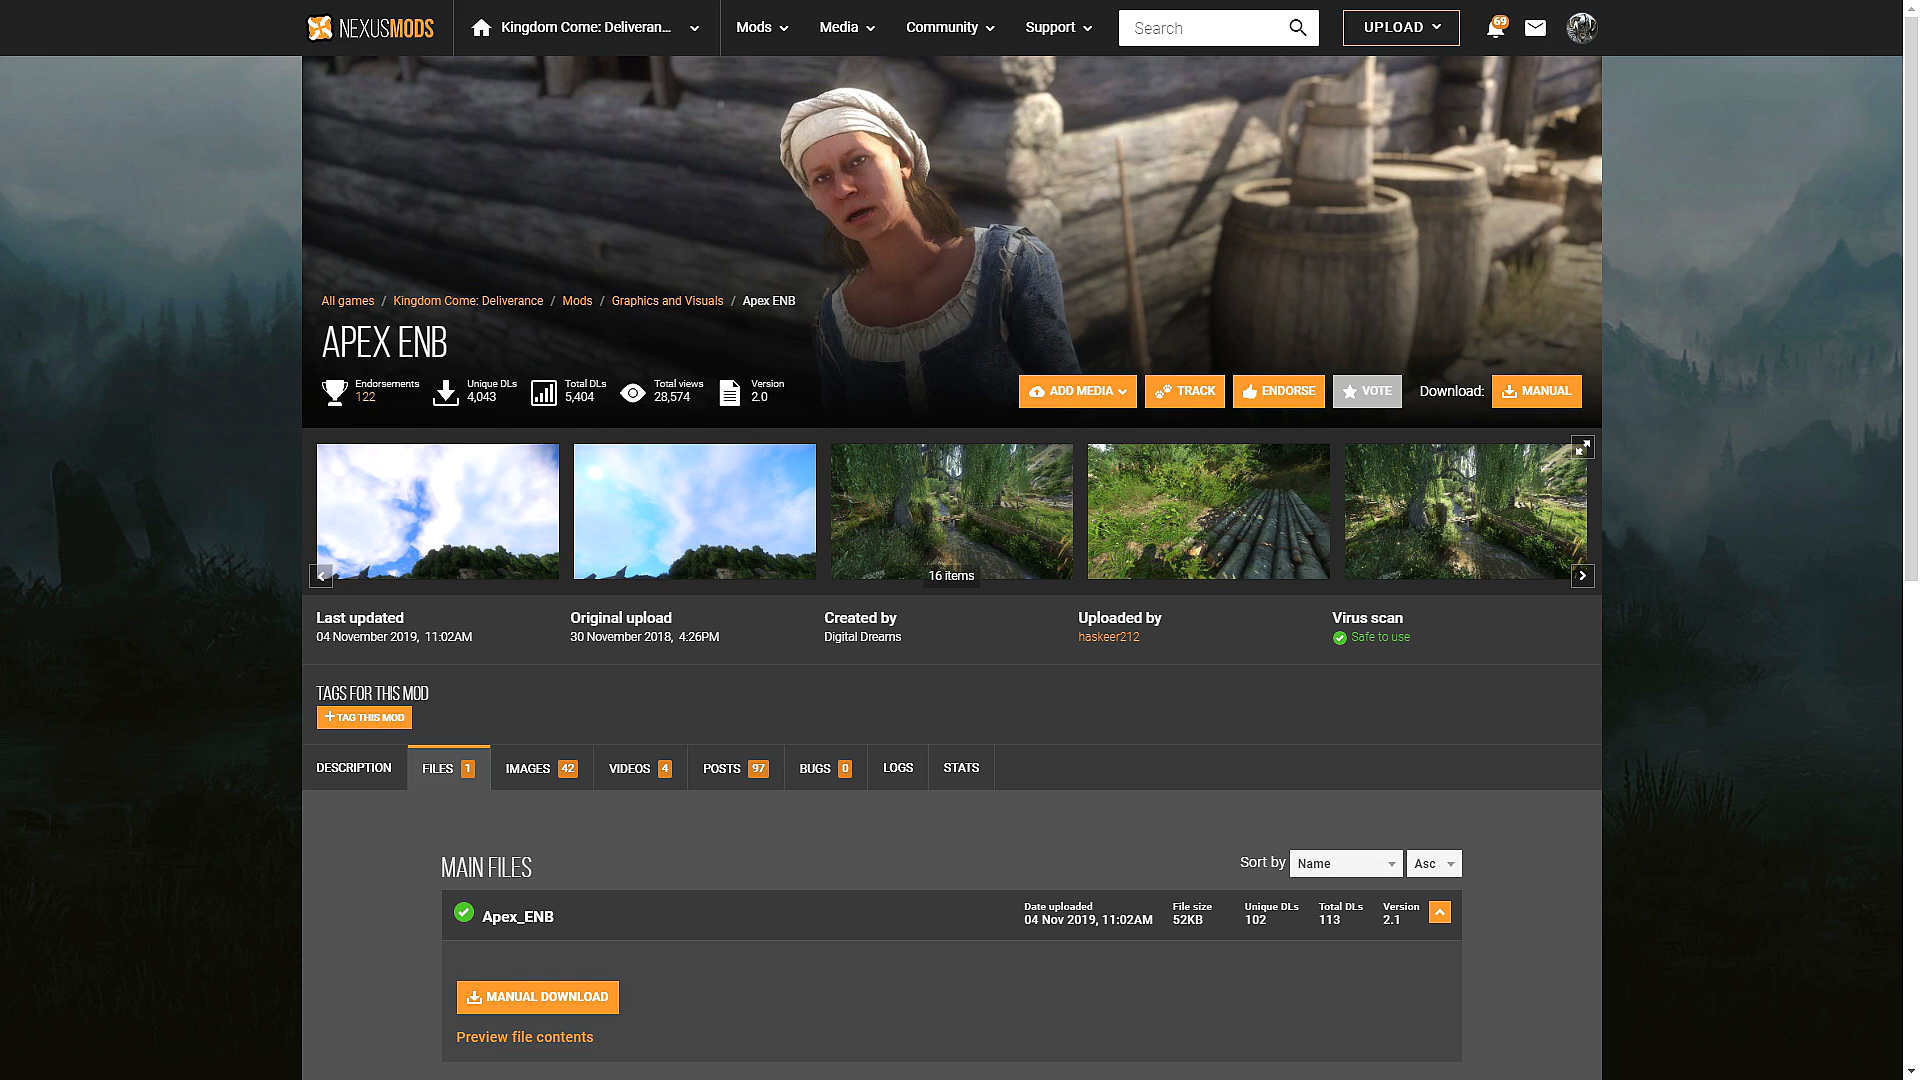 NEXUSMODS
Kingdom Come: Deliveran...
Mods
Media
Community
Support
Search
UPLOAD
69
All games / Kingdom Come: Deliverance / Mods / Graphics and Visuals / Apex ENB
APEX ENB
Endorsements
122
Unique DLs
4,043
Total DLs
5,404
Total views
28,574
Version
2.0
ADD MEDIA
TRACK
ENDORSE
VOTE
Download:
MANUAL
16 items
Last updated
04 November 2019, 11:02AM
Original upload
30 November 2018, 4:26PM
Created by
Digital Dreams
Uploaded by
haskeer212
Virus scan
Safe to use
TAGS FOR THIS MOD
+ TAG THIS MOD
DESCRIPTION
FILES 1
IMAGES 42
VIDEOS 4
POSTS 97
BUGS 0
LOGS
STATS
MAIN FILES
Sort by Name Asc
Apex_ENB
Date uploaded
04 Nov 2019, 11:02AM
File size
52KB
Unique DLs
102
Total DLs
113
Version
2.1
MANUAL DOWNLOAD
Preview file contents